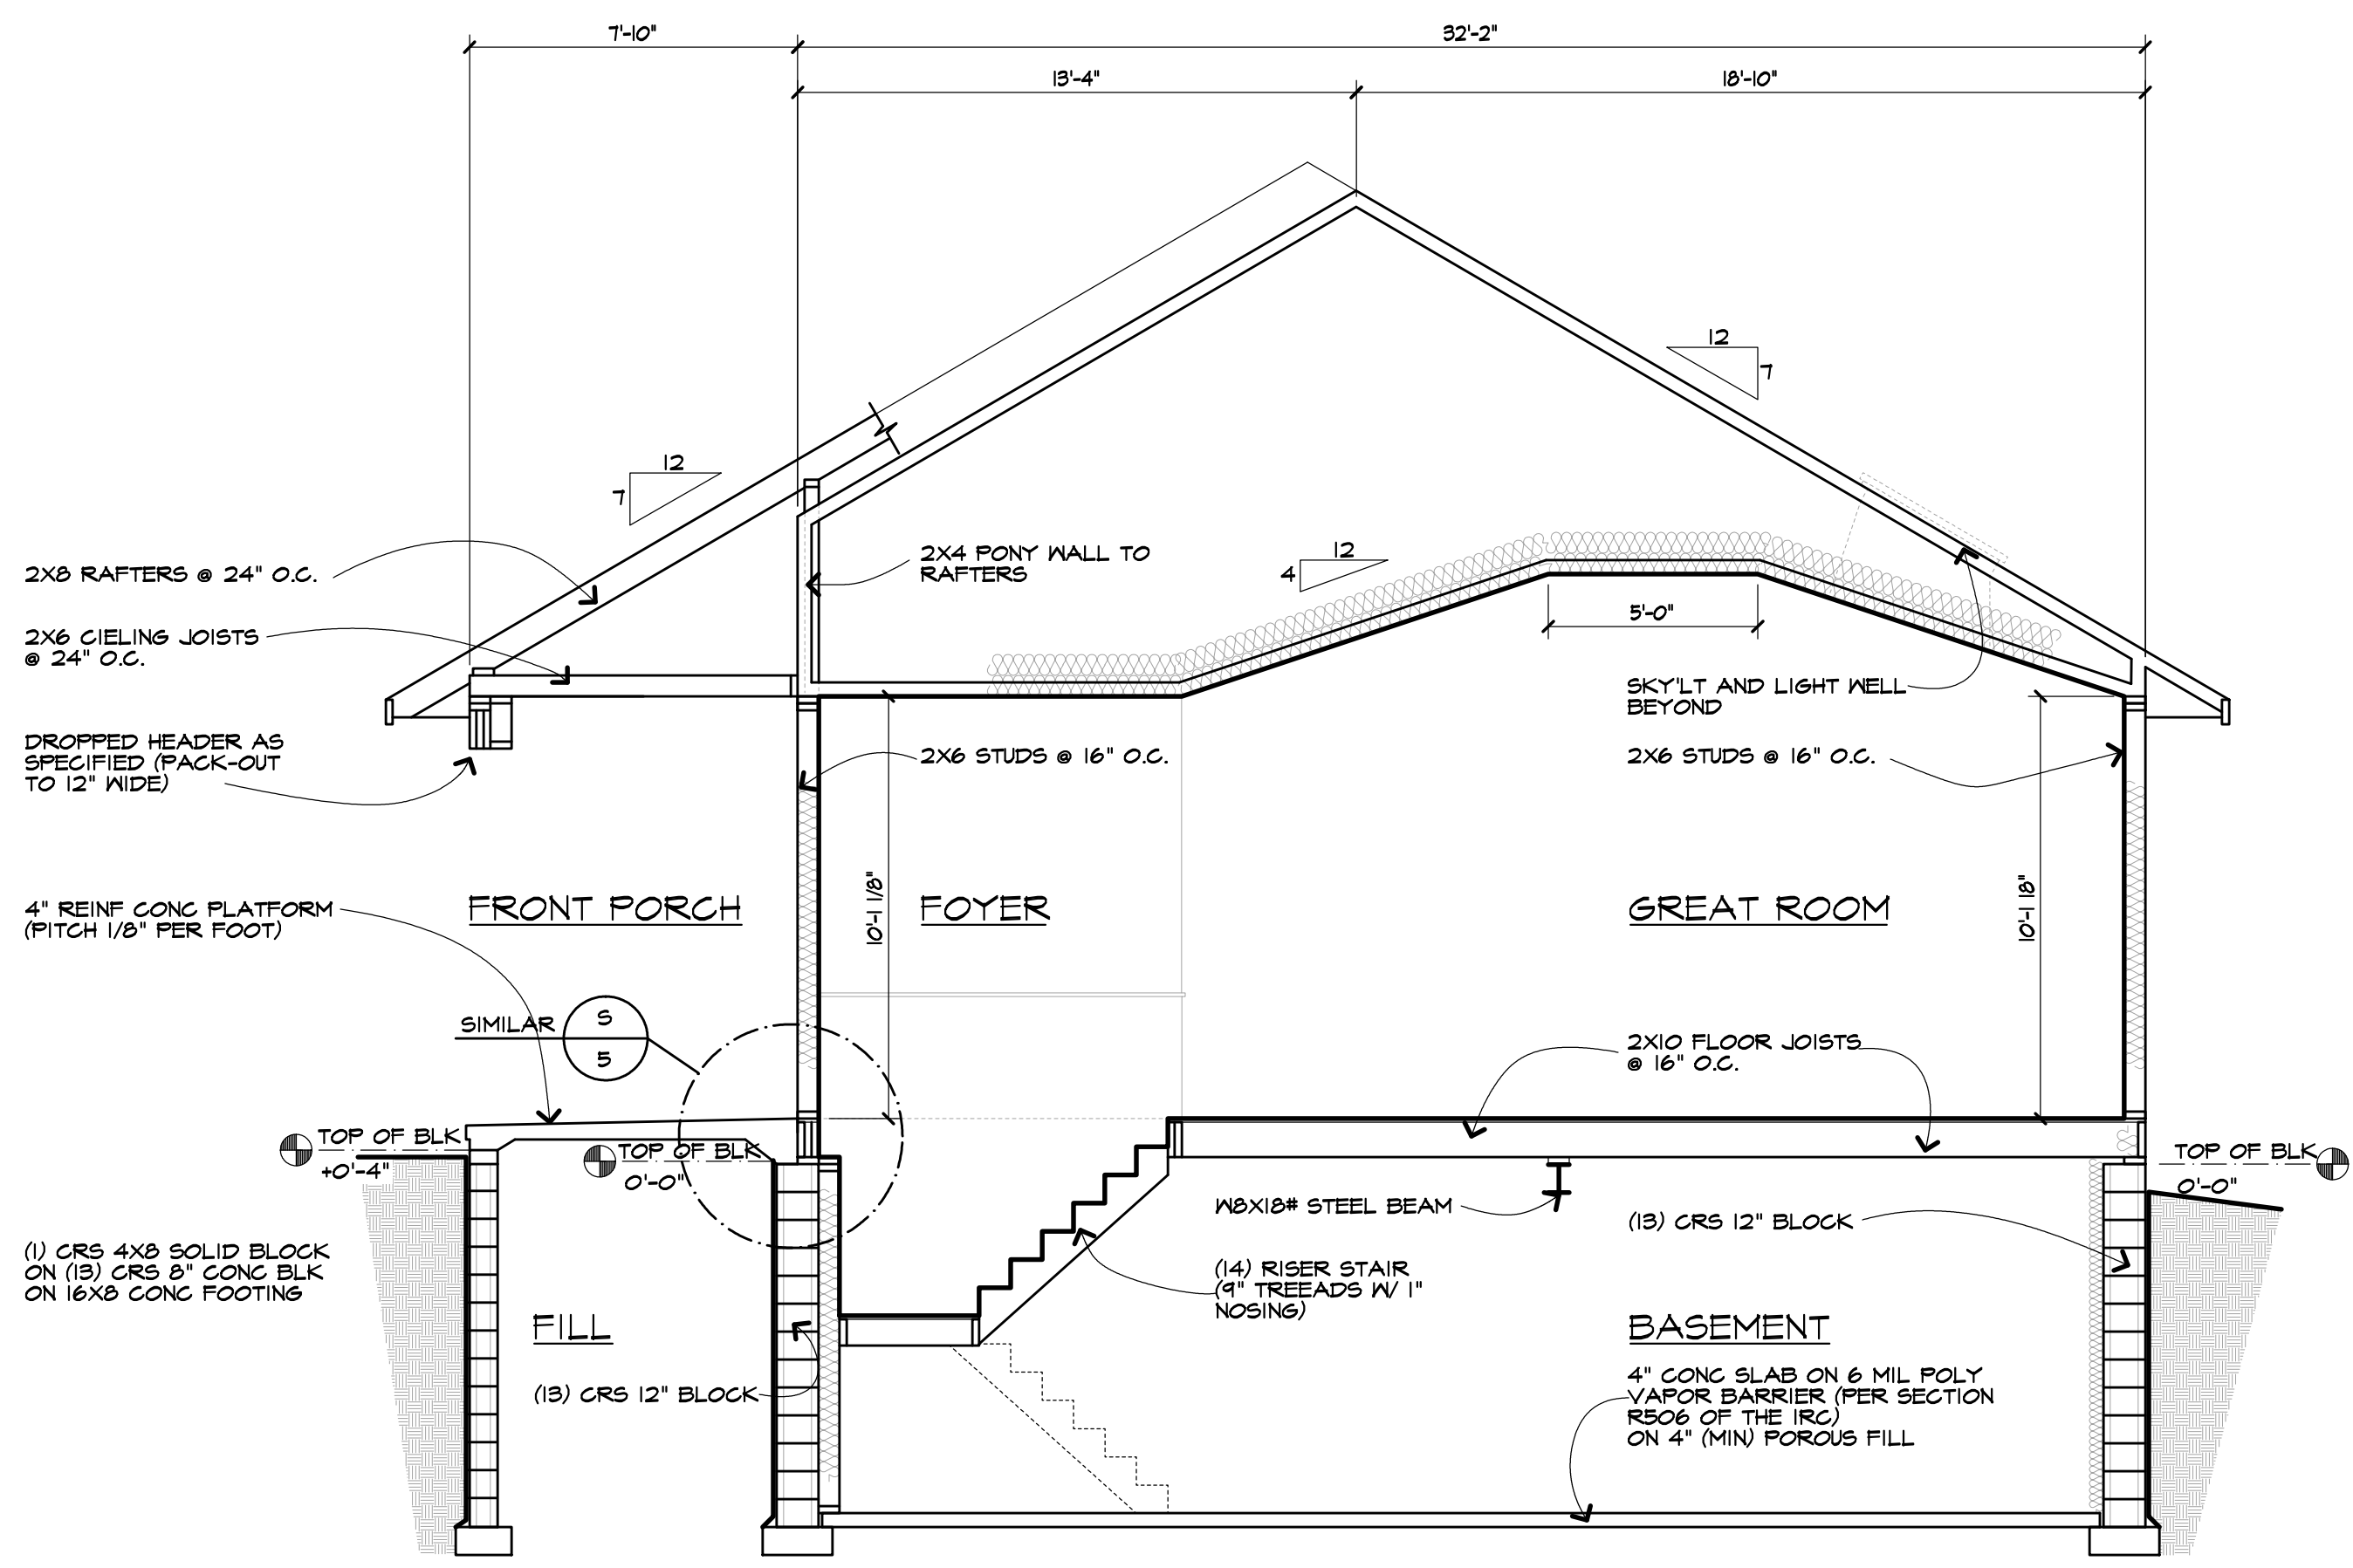 7'-10"
32'-2"
13'-4"
18'-10"
12
7
12
7
2X4 PONY WALL TO
RAFTERS
12
4
2X8 RAFTERS @ 24" O.C.
5'-0"
2X6 CIELING JOISTS
@ 24" O.C.
SKY'LT AND LIGHT WELL
BEYOND
DROPPED HEADER AS
SPECIFIED (PACK-OUT
TO 12" WIDE)
2X6 STUDS @ 16" O.C.
2X6 STUDS @ 16" O.C.
4" REINF CONC PLATFORM
(PITCH 1/8" PER FOOT)
FRONT PORCH
10'-1 1/8"
FOYER
GREAT ROOM
10'-1 18"
SIMILAR
S
5
2X10 FLOOR JOISTS
@ 16" O.C.
TOP OF BLK
+0'-4"
TOP OF BLK
0'-0"
TOP OF BLK
0'-0"
W8X18# STEEL BEAM
(13) CRS 12" BLOCK
(1) CRS 4X8 SOLID BLOCK
ON (13) CRS 8" CONC BLK
ON 16X8 CONC FOOTING
(14) RISER STAIR
(9" TREEADS W/ 1"
NOSING)
FILL
BASEMENT
(13) CRS 12" BLOCK
4" CONC SLAB ON 6 MIL POLY
VAPOR BARRIER (PER SECTION
R506 OF THE IRC)
ON 4" (MIN) POROUS FILL